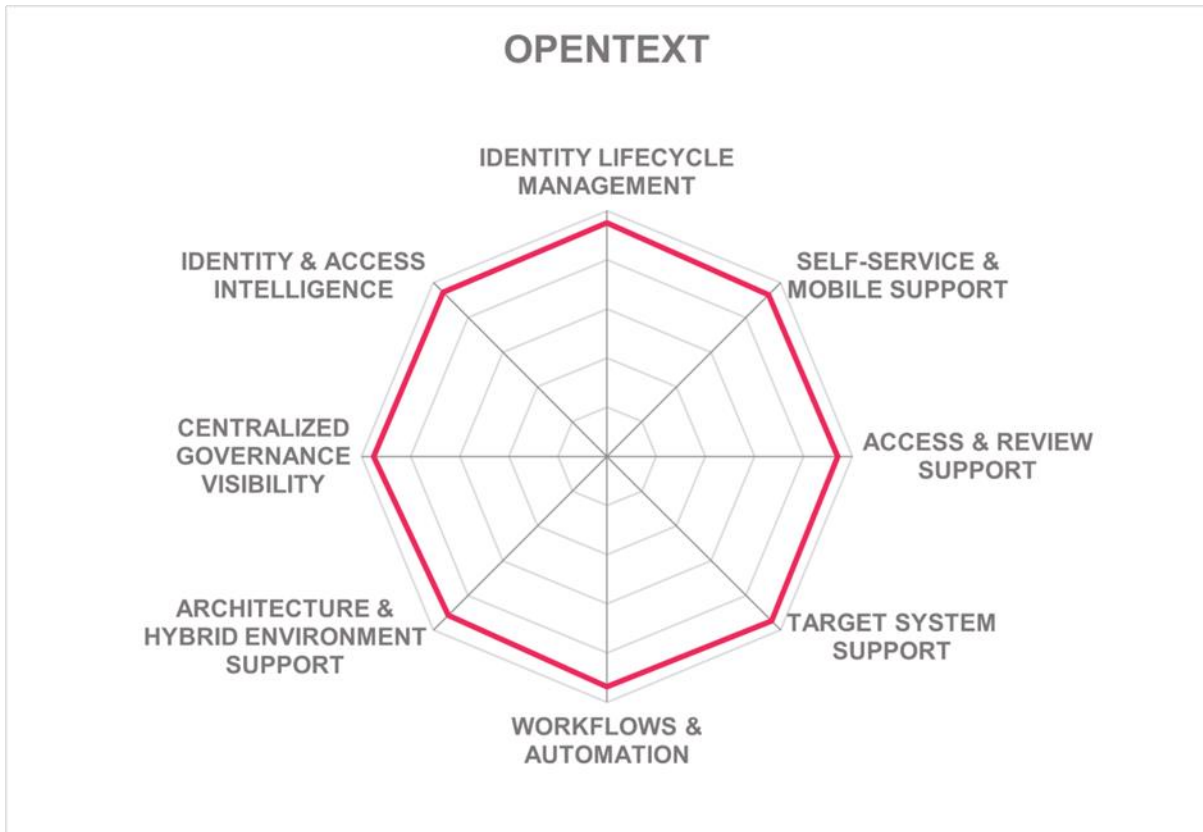 OPENTEXT
IDENTITY LIFECYCLE
MANAGEMENT
IDENTITY & ACCESS
INTELLIGENCE
SELF-SERVICE &
MOBILE SUPPORT
CENTRALIZED
GOVERNANCE
VISIBILITY
ACCESS & REVIEW
SUPPORT
ARCHITECTURE &
HYBRID ENVIRONMENT
SUPPORT
TARGET SYSTEM
SUPPORT
WORKFLOWS &
AUTOMATION